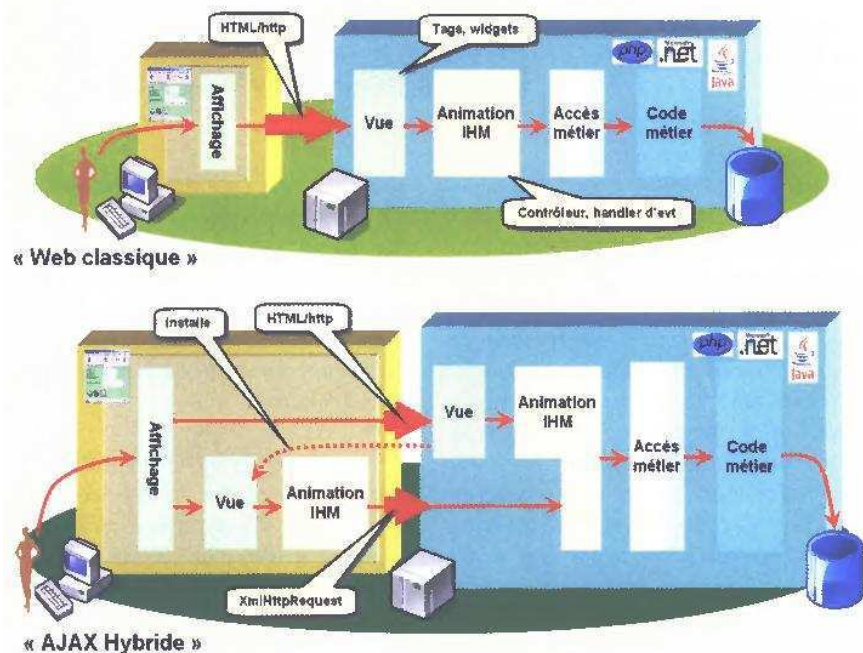 HTML/http
Tags, widgets
php
Microsoft
.net
Java
Affichage
Vue
Animation
IHM
Accès
métier
Code
métier
Contrôleur, handler d'evt
« Web classique »
Installe
HTML/http
php
Microsoft
.net
Java
Affichage
Vue
Animation
IHM
Accès
métier
Code
métier
Vue
Animation
IHM
XmlHttpRequest
« AJAX Hybride »